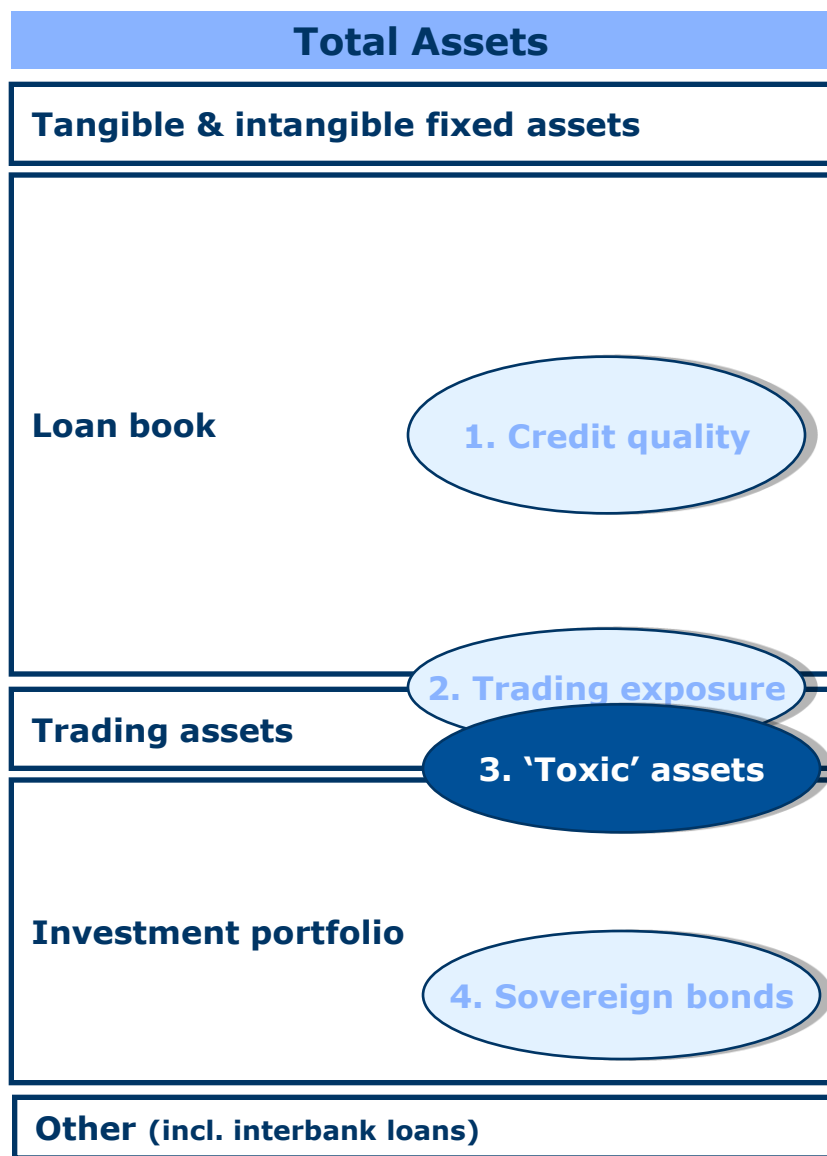 Total Assets
Tangible & intangible fixed assets
Loan book
1. Credit quality
2. Trading exposure
Trading assets
3. ‘Toxic’ assets
Investment portfolio
4. Sovereign bonds
Other (incl. interbank loans)